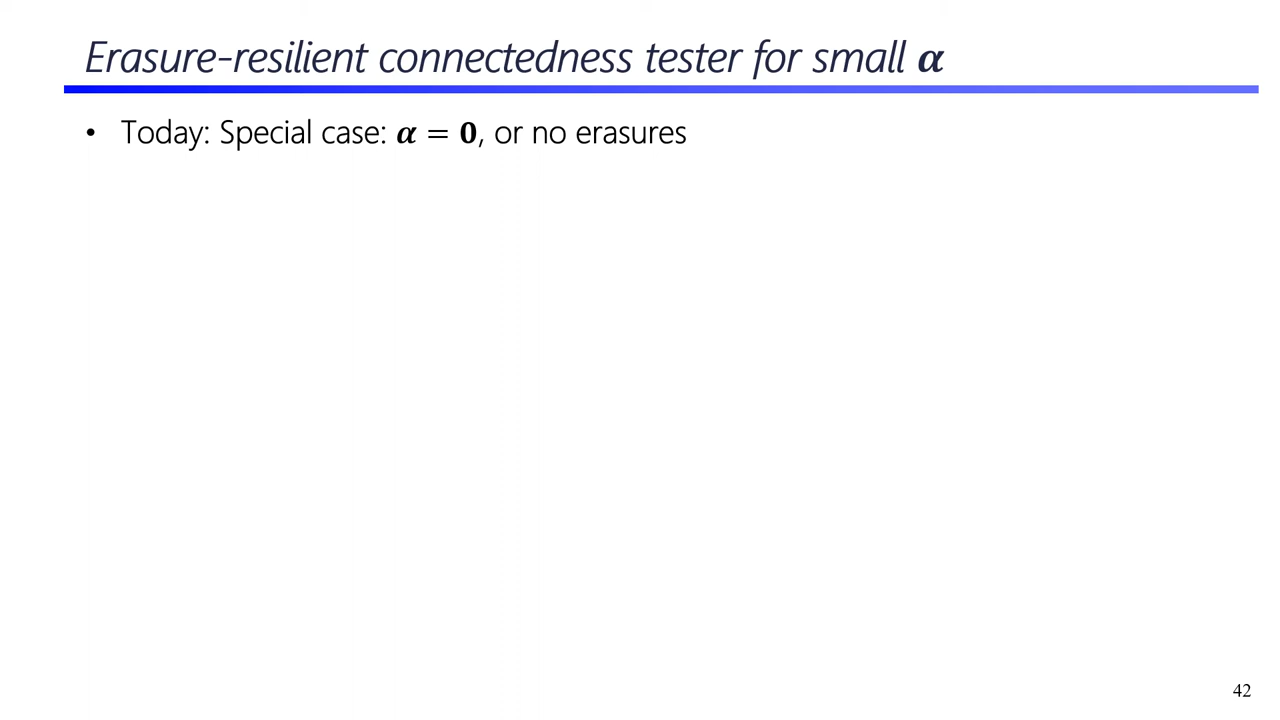 Erasure-resilient connectedness tester for small 𝜶
• Today: Special case: 𝜶 = 𝟎, or no erasures
42